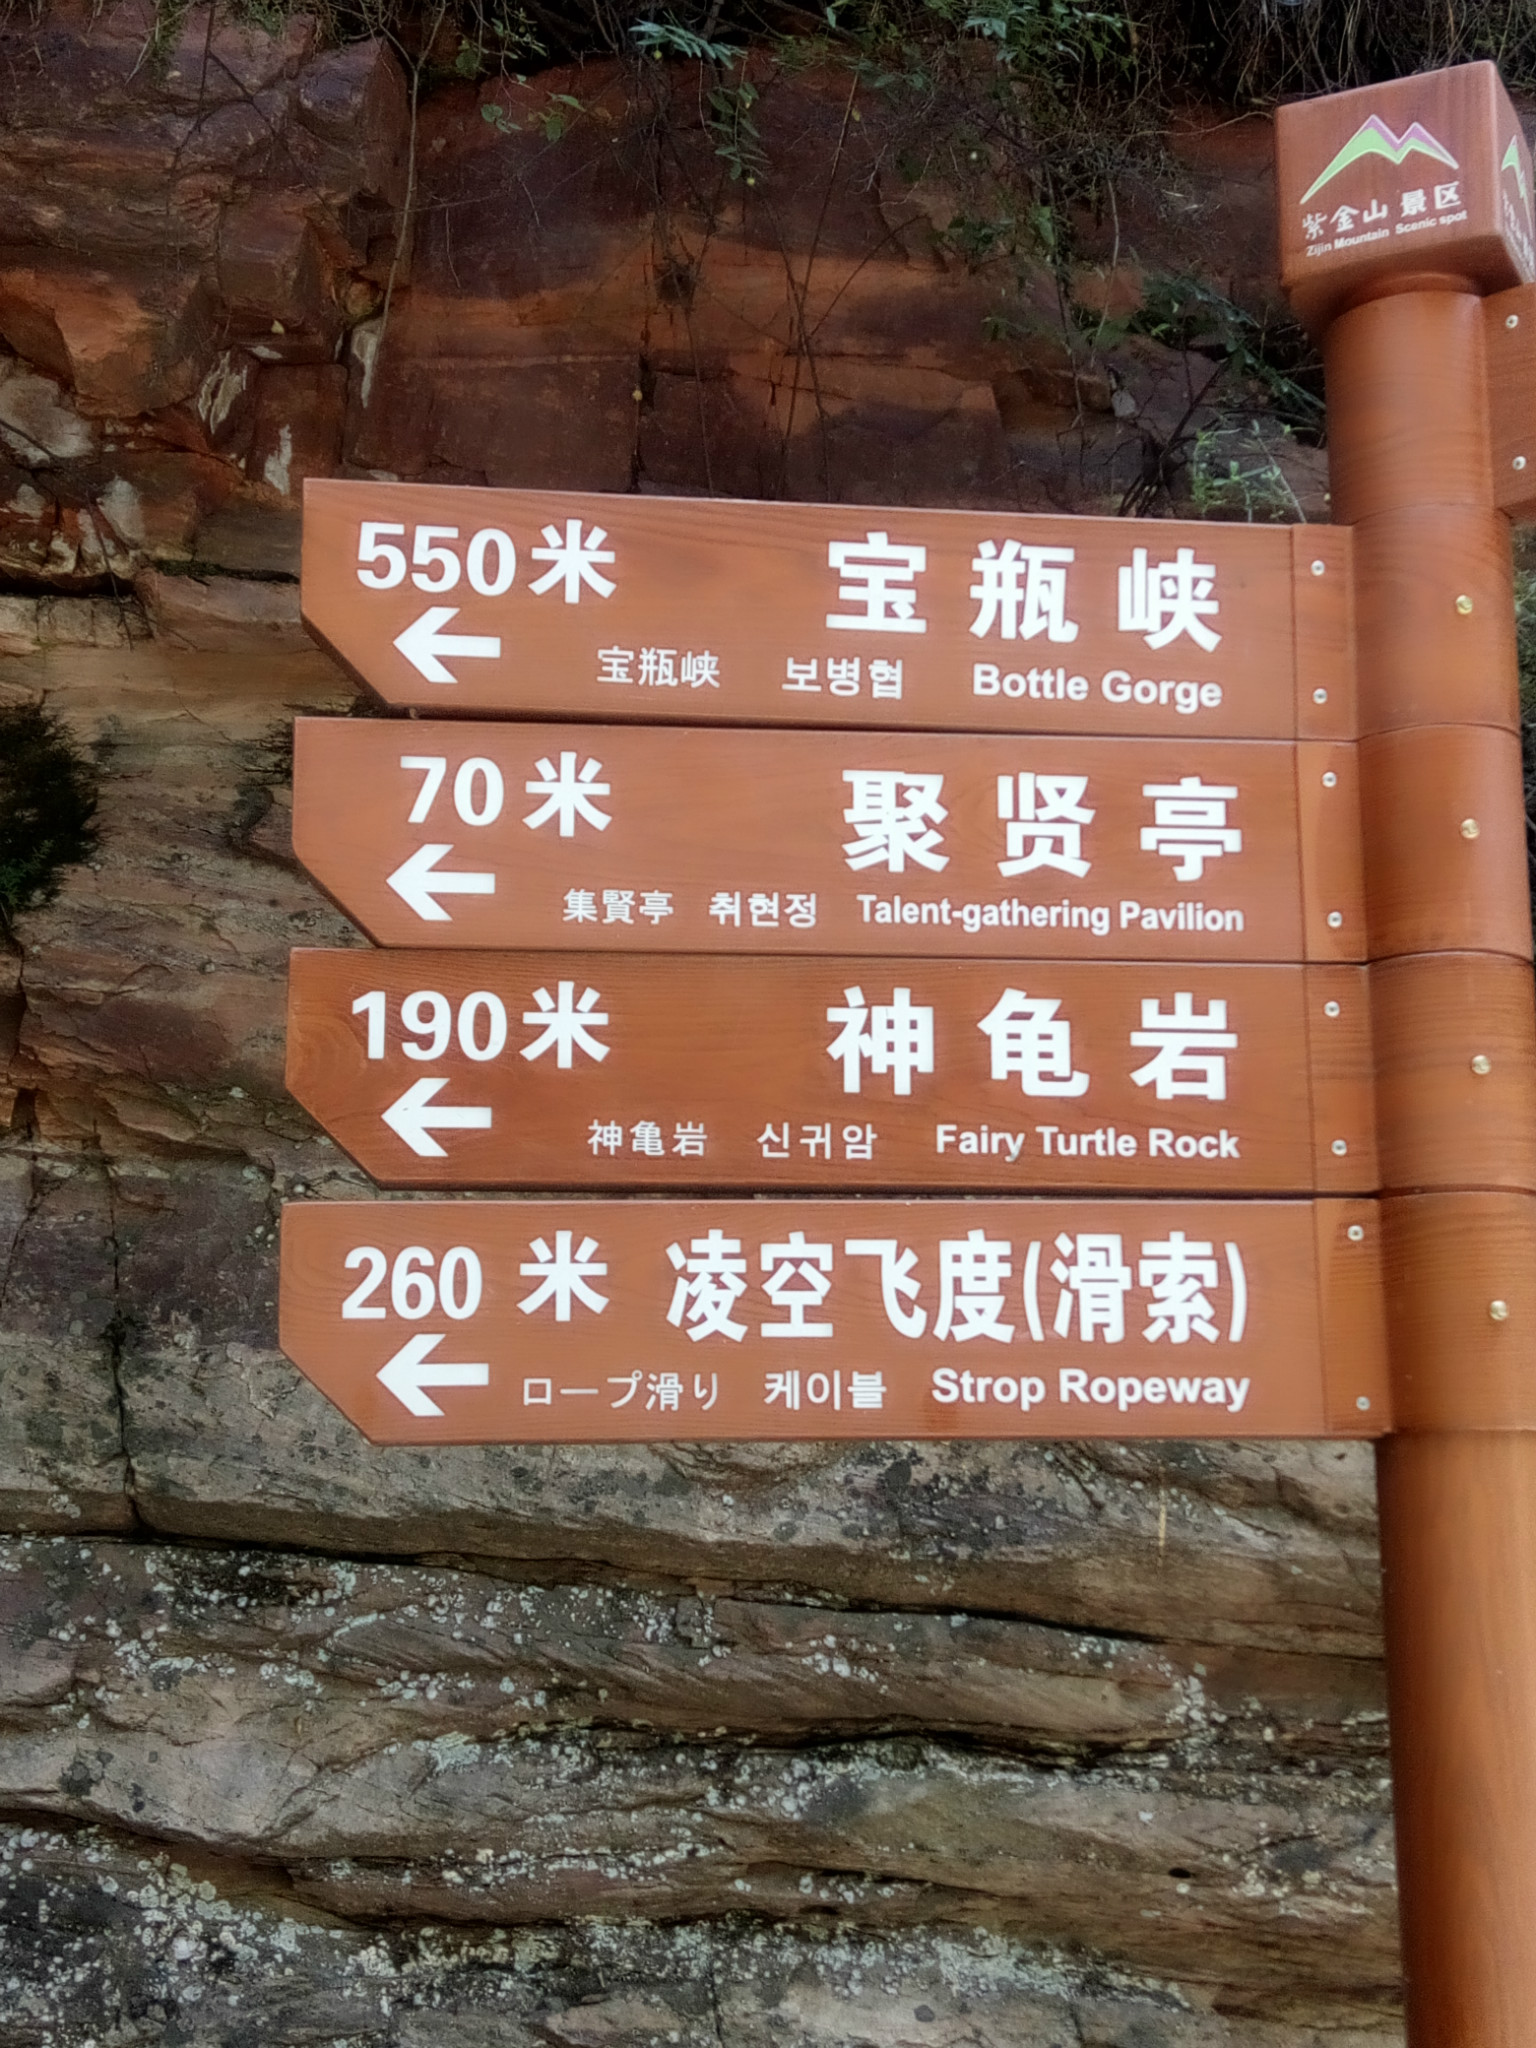 紫金山 景区
Zijin Mountain Scenic spot
550米 宝瓶峡
宝瓶峡 보병협 Bottle Gorge
70米 聚贤亭
集賢亭 취현정 Talent-gathering Pavilion
190米 神龟岩
神亀岩 신귀암 Fairy Turtle Rock
260米 凌空飞度(滑索)
ロープ滑り 케이블 Strop Ropeway